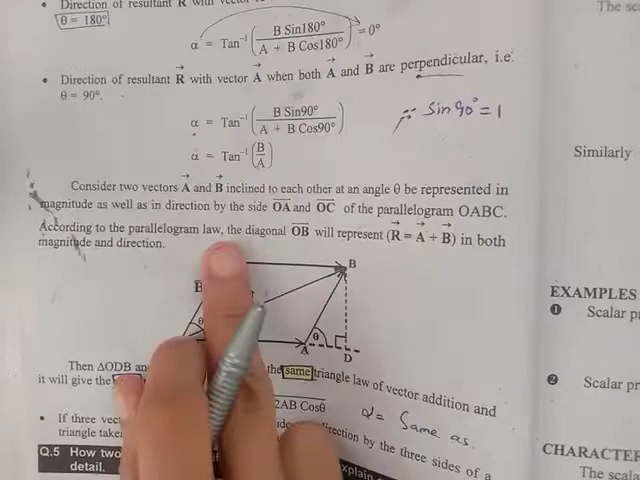 • Direction of resultant R with vector
θ = 180°
The sca
α = Tan⁻¹ (B Sin180° / A + B Cos180°) = 0°
• Direction of resultant R⃗ with vector A⃗ when both A⃗ and B⃗ are perpendicular, i.e.
θ = 90°.
α = Tan⁻¹ (B Sin90° / A + B Cos90°) ∵ Sin90° = 1
α = Tan⁻¹ (B/A)
Similarly
Consider two vectors A⃗ and B⃗ inclined to each other at an angle θ be represented in
magnitude as well as in direction by the side OA and OC of the parallelogram OABC.
According to the parallelogram law, the diagonal OB will represent (R⃗ = A⃗ + B⃗) in both
magnitude and direction.
B
B
θ
θ
A
D
EXAMPLES
❶ Scalar p
Then ΔODB an the same triangle law of vector addition and
it will give the
❷ Scalar pr
2AB Cosθ α = Same as
• If three vect direction by the three sides of a
triangle take
CHARACTER
Q.5 How two xplain
detail.
The scala